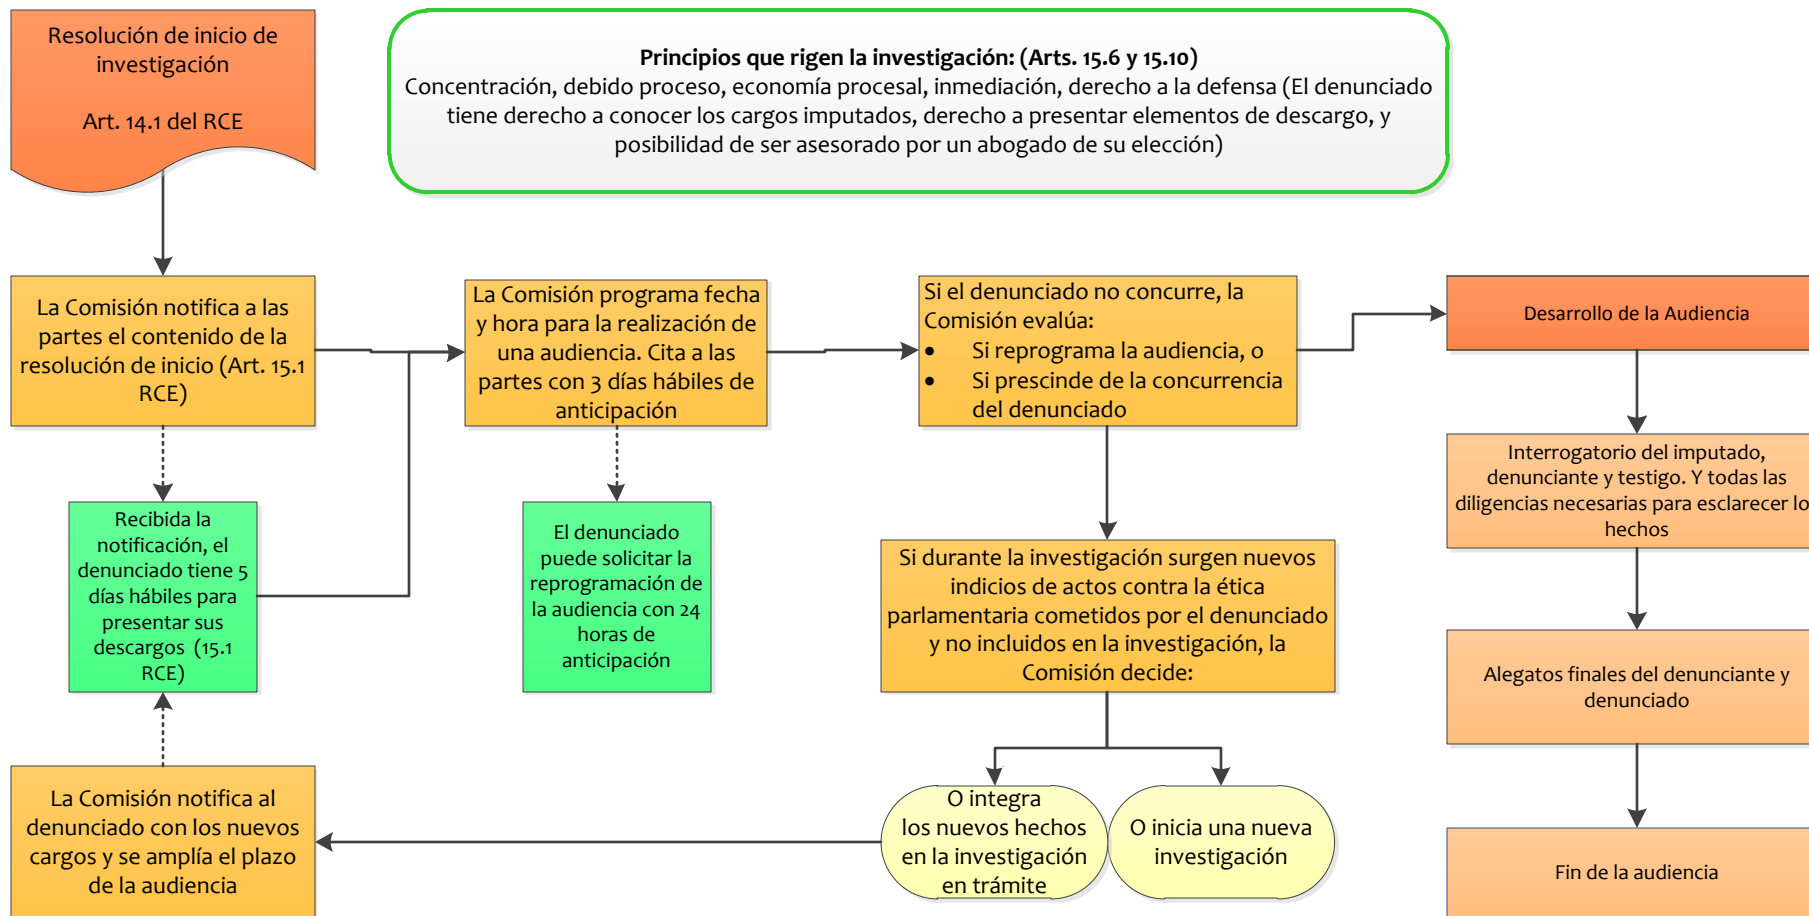 Resolución de inicio de
investigación
Art. 14.1 del RCE
Principios que rigen la investigación: (Arts. 15.6 y 15.10)
Concentración, debido proceso, economía procesal, inmediación, derecho a la defensa (El denunciado
tiene derecho a conocer los cargos imputados, derecho a presentar elementos de descargo, y
posibilidad de ser asesorado por un abogado de su elección)
La Comisión notifica a las
partes el contenido de la
resolución de inicio (Art. 15.1
RCE)
La Comisión programa fecha
y hora para la realización de
una audiencia. Cita a las
partes con 3 días hábiles de
anticipación
Si el denunciado no concurre, la
Comisión evalúa:
• Si reprograma la audiencia, o
• Si prescinde de la concurrencia
del denunciado
Desarrollo de la Audiencia
Interrogatorio del imputado,
denunciante y testigo. Y todas las
diligencias necesarias para esclarecer lo
hechos
Recibida la
notificación, el
denunciado tiene 5
días hábiles para
presentar sus
descargos (15.1
RCE)
El denunciado
puede solicitar la
reprogramación de
la audiencia con 24
horas de
anticipación
Si durante la investigación surgen nuevos
indicios de actos contra la ética
parlamentaria cometidos por el denunciado
y no incluidos en la investigación, la
Comisión decide:
Alegatos finales del denunciante y
denunciado
La Comisión notifica al
denunciado con los nuevos
cargos y se amplía el plazo
de la audiencia
O integra
los nuevos hechos
en la investigación
en trámite
O inicia una nueva
investigación
Fin de la audiencia